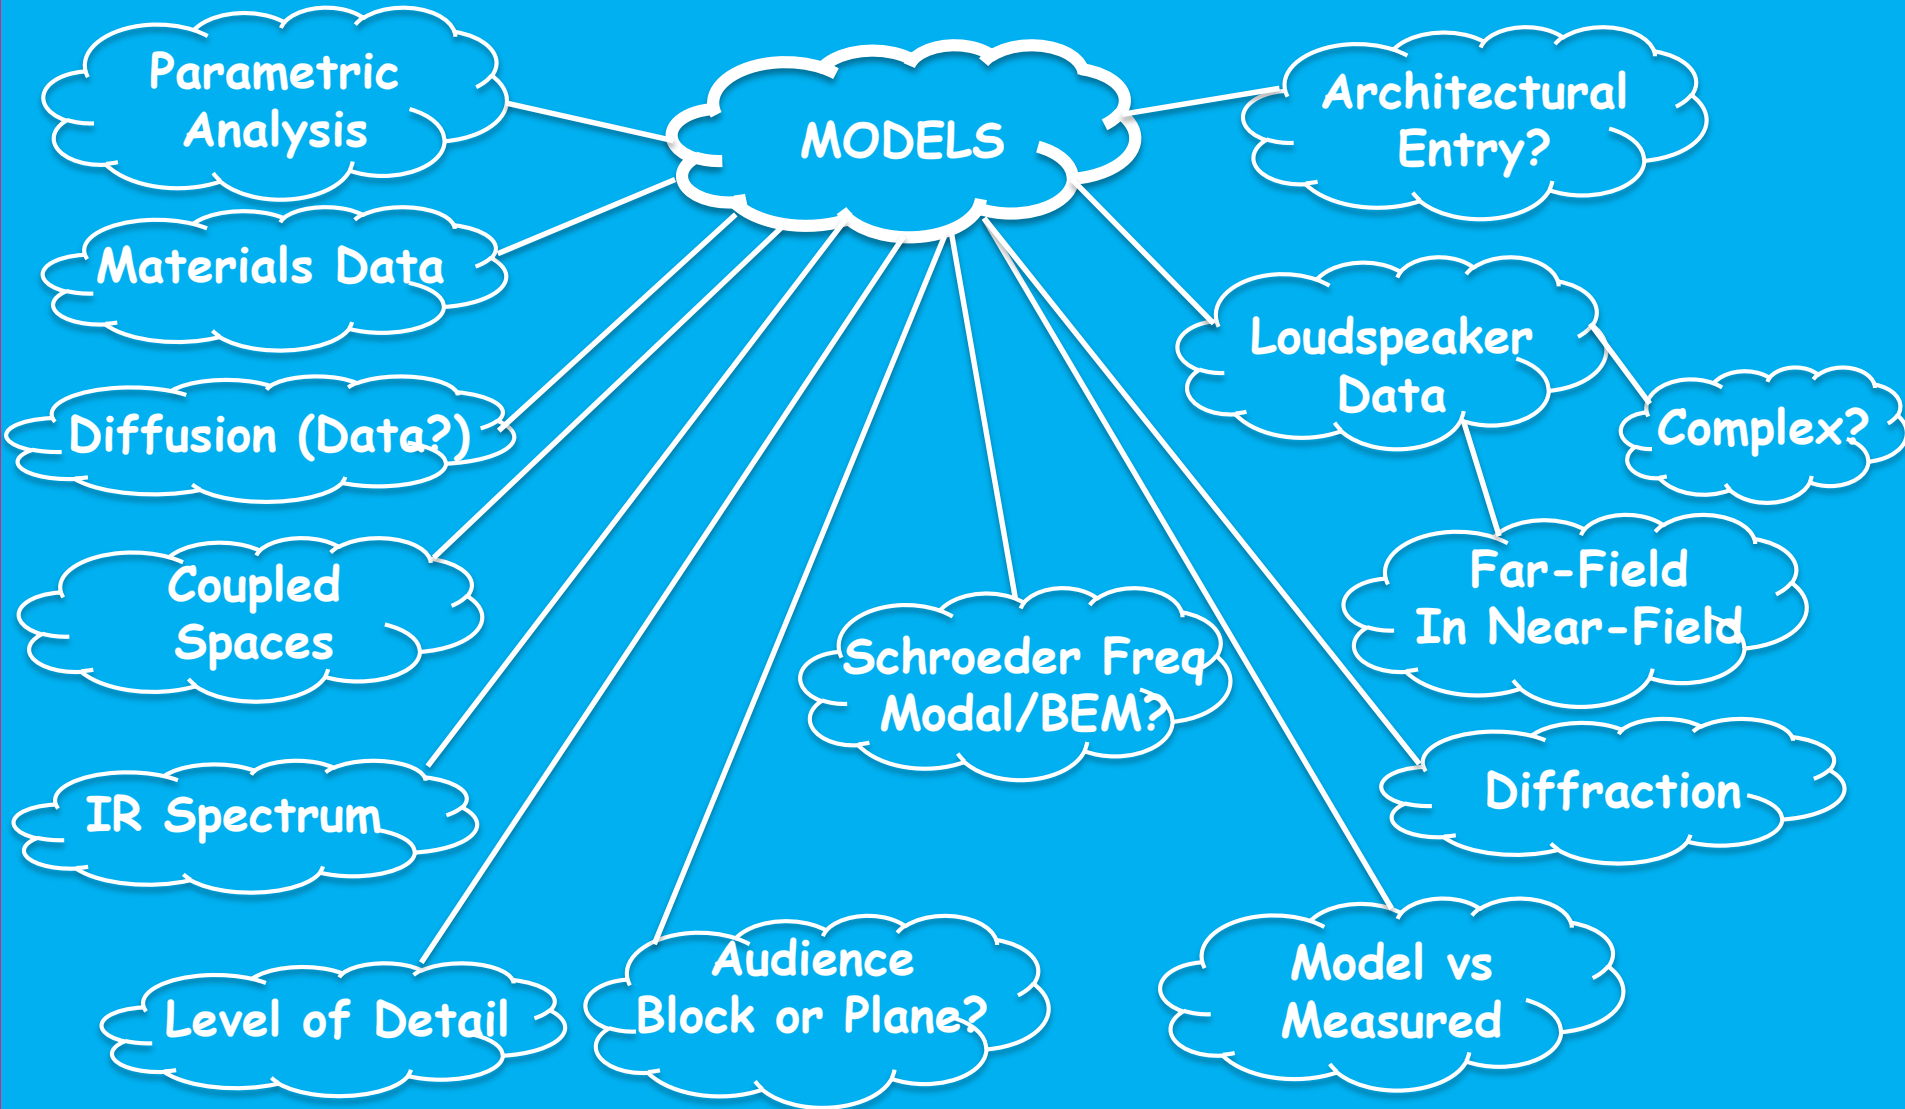 Parametric
Analysis
MODELS
Architectural
Entry?
Materials Data
Loudspeaker
Data
Diffusion (Data?)
Complex?
Coupled
Spaces
Far-Field
In Near-Field
Schroeder Freq
Modal/BEM?
IR Spectrum
Diffraction
Level of Detail
Audience
Block or Plane?
Model vs
Measured